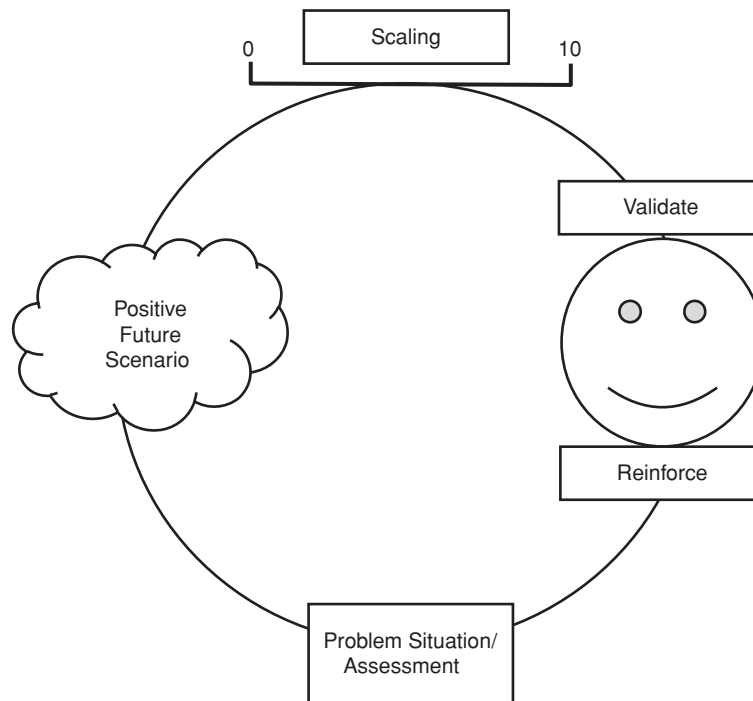 Scaling
0
10
Validate
Positive
Future
Scenario
Reinforce
Problem Situation/
Assessment